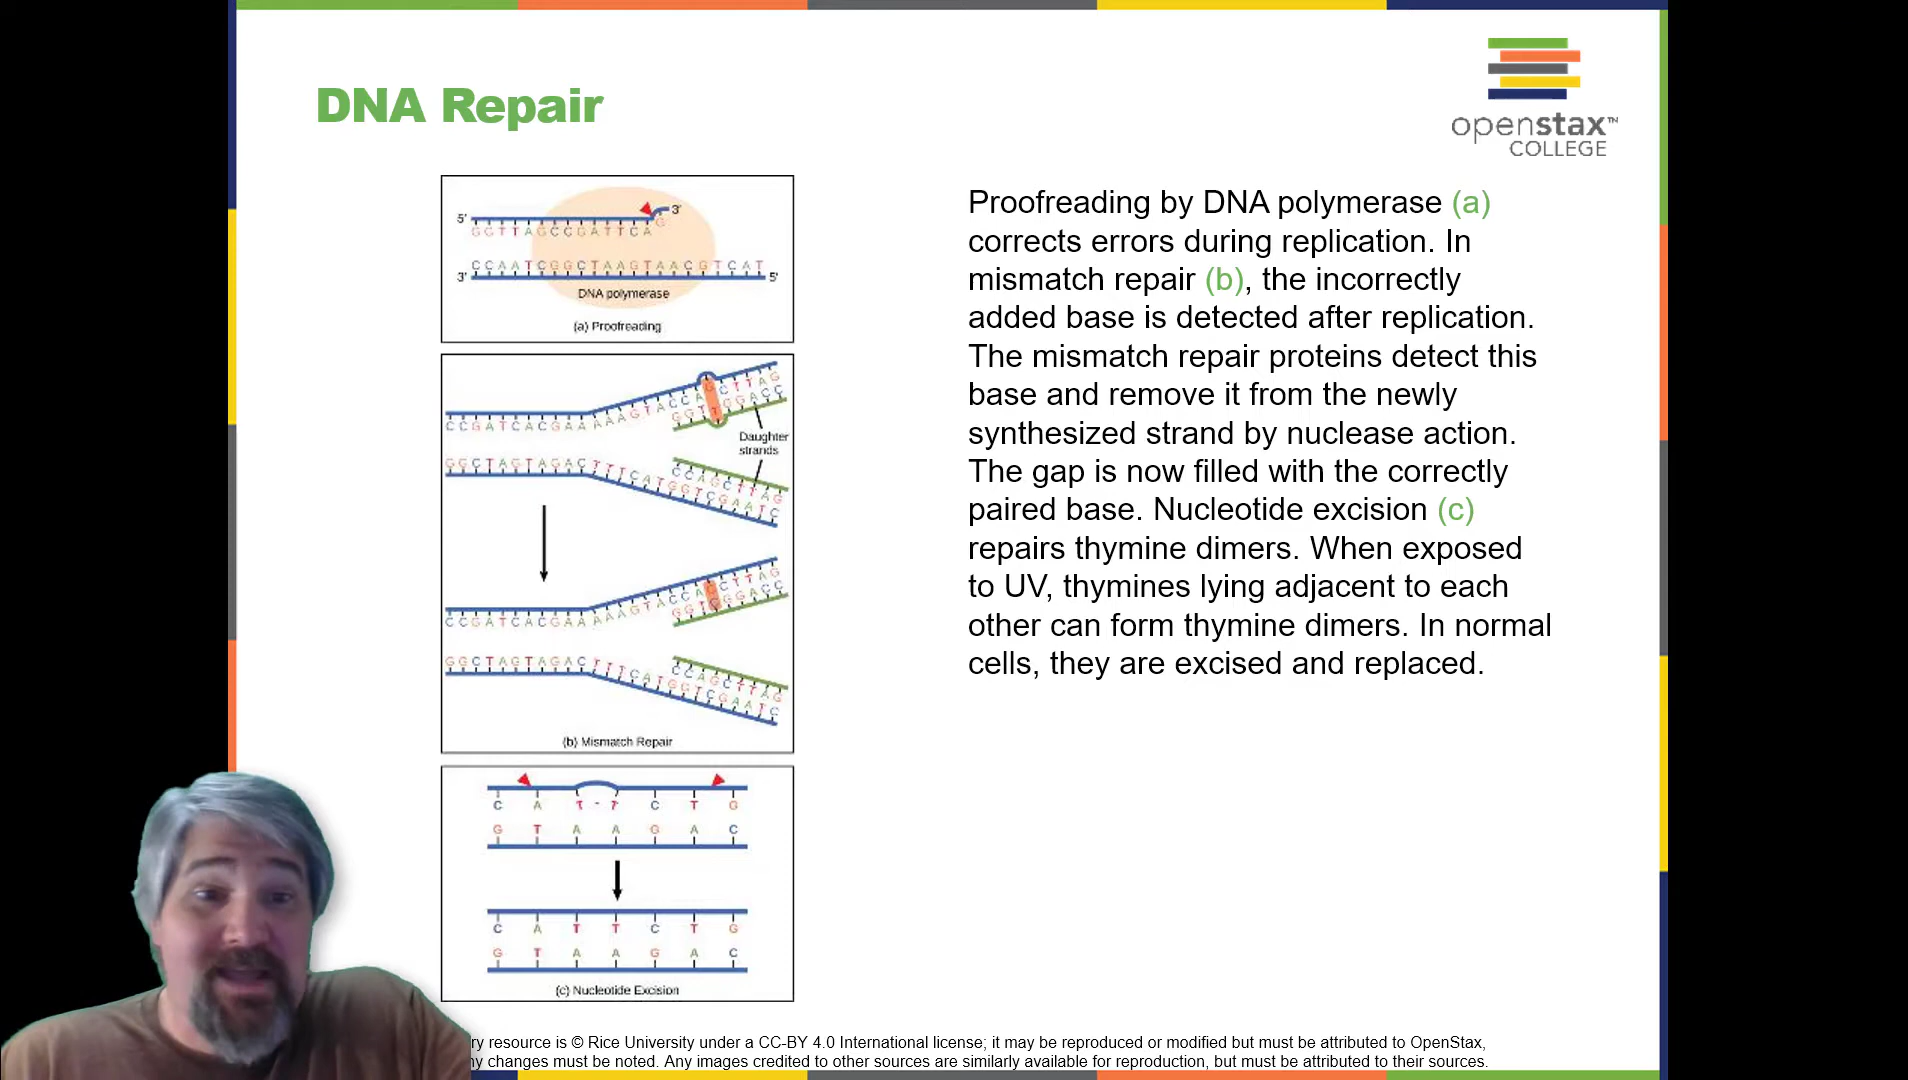 DNA Repair
openstax™
COLLEGE
5' 3'
GGTTAGCCGATTCA G
CCAATCGGCTAAGTAACGTCAT
3' 5'
DNA polymerase
(a) Proofreading
Daughter
strands
CCGATCACGAA
GGCTAGTAGAC
CCGATCACGAA
GGCTAGTAGAC
(b) Mismatch Repair
C A T - T C T G
G T A A G A C
C A T T C T G
G T A A G A C
(c) Nucleotide Excision
Proofreading by DNA polymerase (a)
corrects errors during replication. In
mismatch repair (b), the incorrectly
added base is detected after replication.
The mismatch repair proteins detect this
base and remove it from the newly
synthesized strand by nuclease action.
The gap is now filled with the correctly
paired base. Nucleotide excision (c)
repairs thymine dimers. When exposed
to UV, thymines lying adjacent to each
other can form thymine dimers. In normal
cells, they are excised and replaced.
resource is © Rice University under a CC-BY 4.0 International license; it may be reproduced or modified but must be attributed to OpenStax,
changes must be noted. Any images credited to other sources are similarly available for reproduction, but must be attributed to their sources.